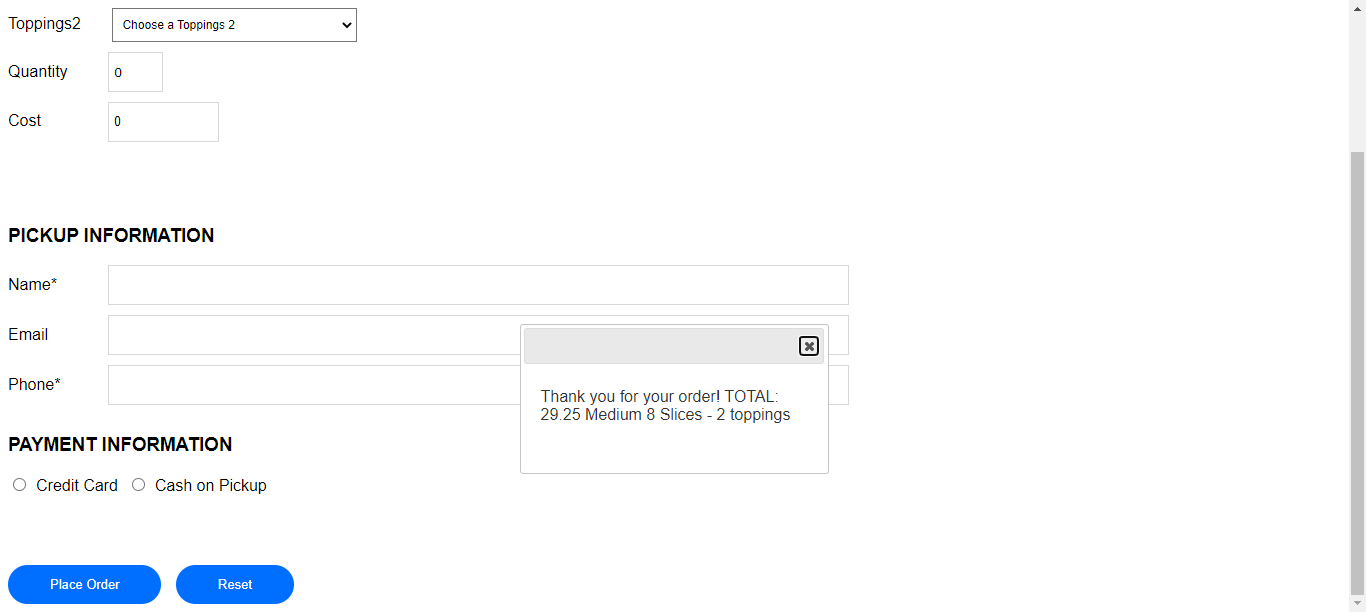 Toppings2 Choose a Toppings 2
Quantity 0
Cost 0
PICKUP INFORMATION
Name*
Email
Phone*
Thank you for your order! TOTAL:
29.25 Medium 8 Slices - 2 toppings
PAYMENT INFORMATION
Credit Card Cash on Pickup
Place Order Reset